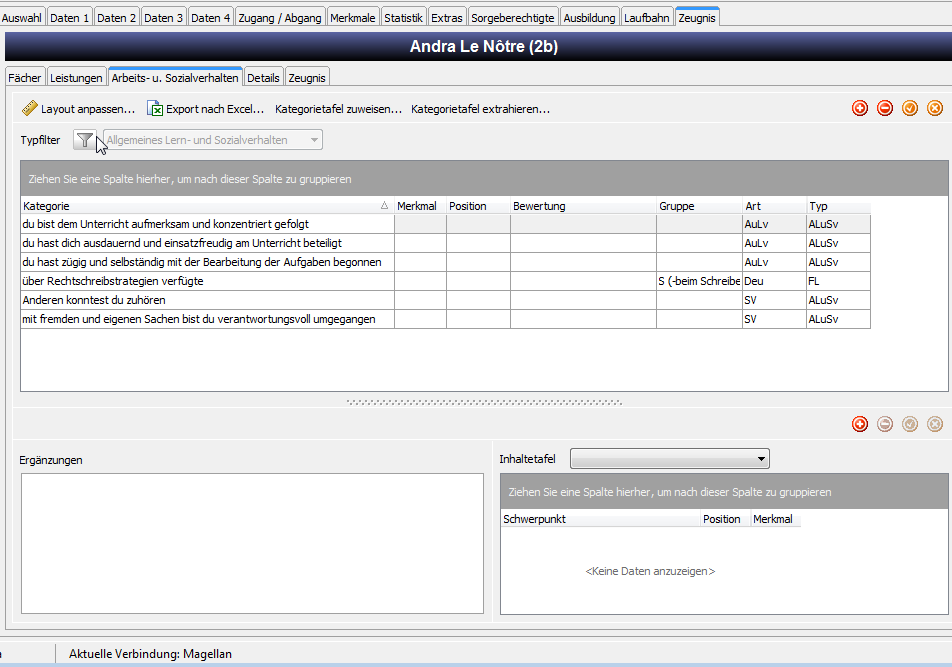 Auswahl Daten 1 Daten 2 Daten 3 Daten 4 Zugang / Abgang Merkmale Statistik Extras Sorgeberechtigte Ausbildung Laufbahn Zeugnis
Andra Le Nôtre (2b)
Fächer Leistungen Arbeits- u. Sozialverhalten Details Zeugnis
Layout anpassen... Export nach Excel... Kategorietafel zuweisen... Kategorietafel extrahieren...
Typfilter Allgemeines Lern- und Sozialverhalten
Ziehen Sie eine Spalte hierher, um nach dieser Spalte zu gruppieren
Kategorie Merkmal Position Bewertung Gruppe Art Typ
du bist dem Unterricht aufmerksam und konzentriert gefolgt AuLv ALuSv
du hast dich ausdauernd und einsatzfreudig am Unterricht beteiligt AuLv ALuSv
du hast zügig und selbständig mit der Bearbeitung der Aufgaben begonnen AuLv ALuSv
über Rechtschreibstrategien verfügte S (-beim Schreibe Deu FL
Anderen konntest du zuhören SV ALuSv
mit fremden und eigenen Sachen bist du verantwortungsvoll umgegangen SV ALuSv
Ergänzungen
Inhaltetafel
Ziehen Sie eine Spalte hierher, um nach dieser Spalte zu gruppieren
Schwerpunkt Position Merkmal
<Keine Daten anzuzeigen>
Aktuelle Verbindung: Magellan